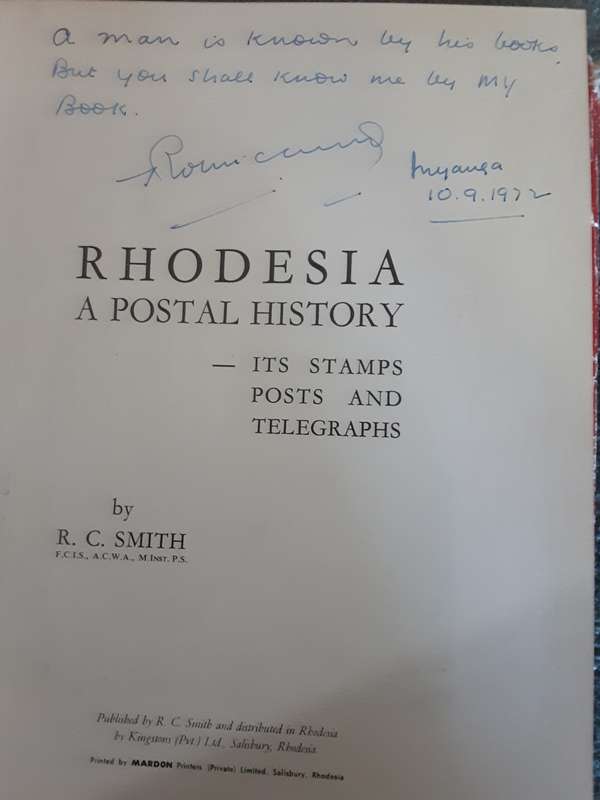 A man is known by his books,
But you shall know me by my
Book.
Inyanga
10.9.1972
RHODESIA
A POSTAL HISTORY
— ITS STAMPS
POSTS AND
TELEGRAPHS
by
R. C. SMITH
F.C.I.S., A.C.W.A., M.INST. P.S.
Published by R. C. Smith and distributed in Rhodesia
by Kingstons (Pvt.) Ltd., Salisbury, Rhodesia.
Printed by MARDON Printers (Private) Limited, Salisbury, Rhodesia